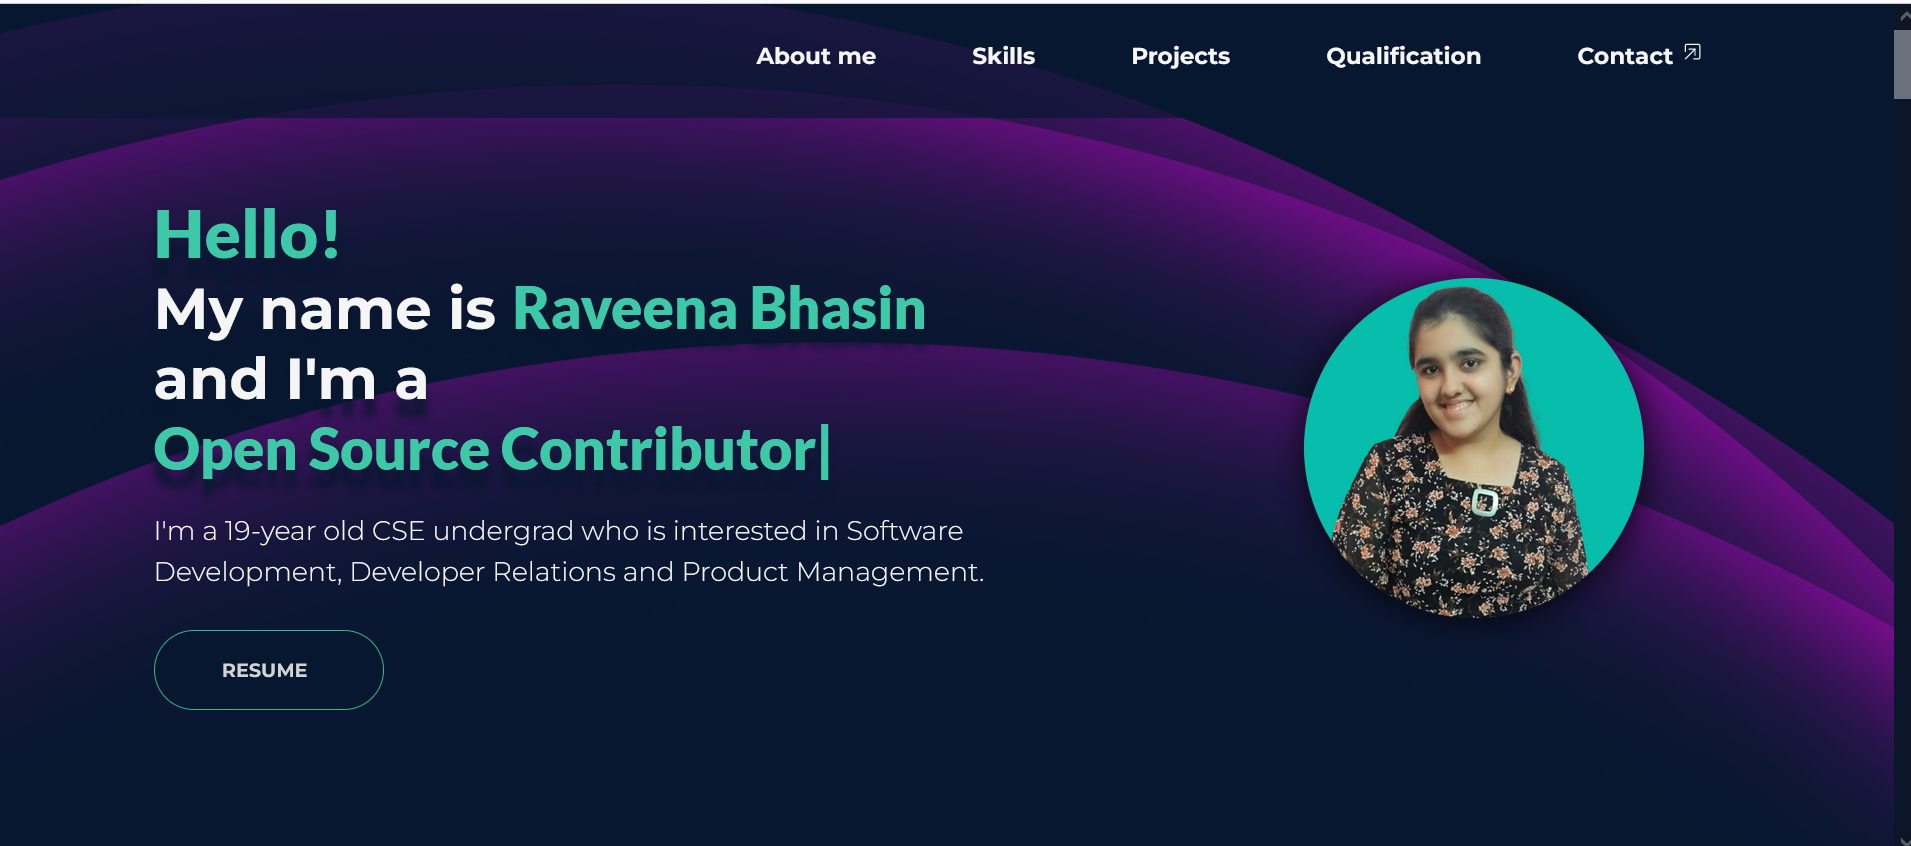 About me Skills Projects Qualification Contact
Hello!
My name is Raveena Bhasin
and I'm a
Open Source Contributor|
I'm a 19-year old CSE undergrad who is interested in Software
Development, Developer Relations and Product Management.
RESUME